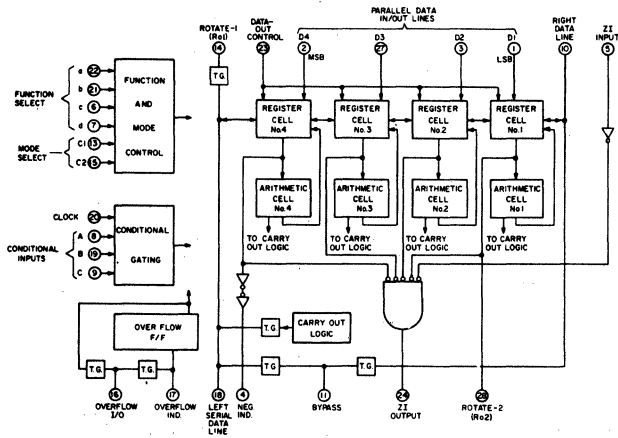 PARALLEL DATA
IN/OUT LINES
ROTATE-1
(Ro1)
14
DATA-
OUT
CONTROL
23
D4
2
MSB
D3
27
D2
3
D1
1
LSB
RIGHT
DATA
LINE
10
ZI
INPUT
5
T.G.
FUNCTION
SELECT
a 22
b 21
c 6
d 7
MODE
SELECT
C1 13
C2 15
FUNCTION
AND
MODE
CONTROL
REGISTER
CELL
No.4
REGISTER
CELL
No.3
REGISTER
CELL
No.2
REGISTER
CELL
No.1
ARITHMETIC
CELL
No.4
ARITHMETIC
CELL
No.3
ARITHMETIC
CELL
No.2
ARITHMETIC
CELL
No.1
TO CARRY
OUT LOGIC
TO CARRY
OUT LOGIC
TO CARRY
OUT LOGIC
TO CARRY
OUT LOGIC
CLOCK 20
CONDITIONAL
INPUTS
A 8
B 19
C 9
CONDITIONAL
GATING
OVER FLOW
F/F
T.G.
T.G.
16
OVERFLOW
I/O
17
OVERFLOW
IND.
T.G.
CARRY OUT
LOGIC
T.G.
T.G.
18
LEFT
SERIAL
DATA
LINE
4
NEG.
IND.
11
BYPASS
24
ZI
OUTPUT
28
ROTATE-2
(Ro2)